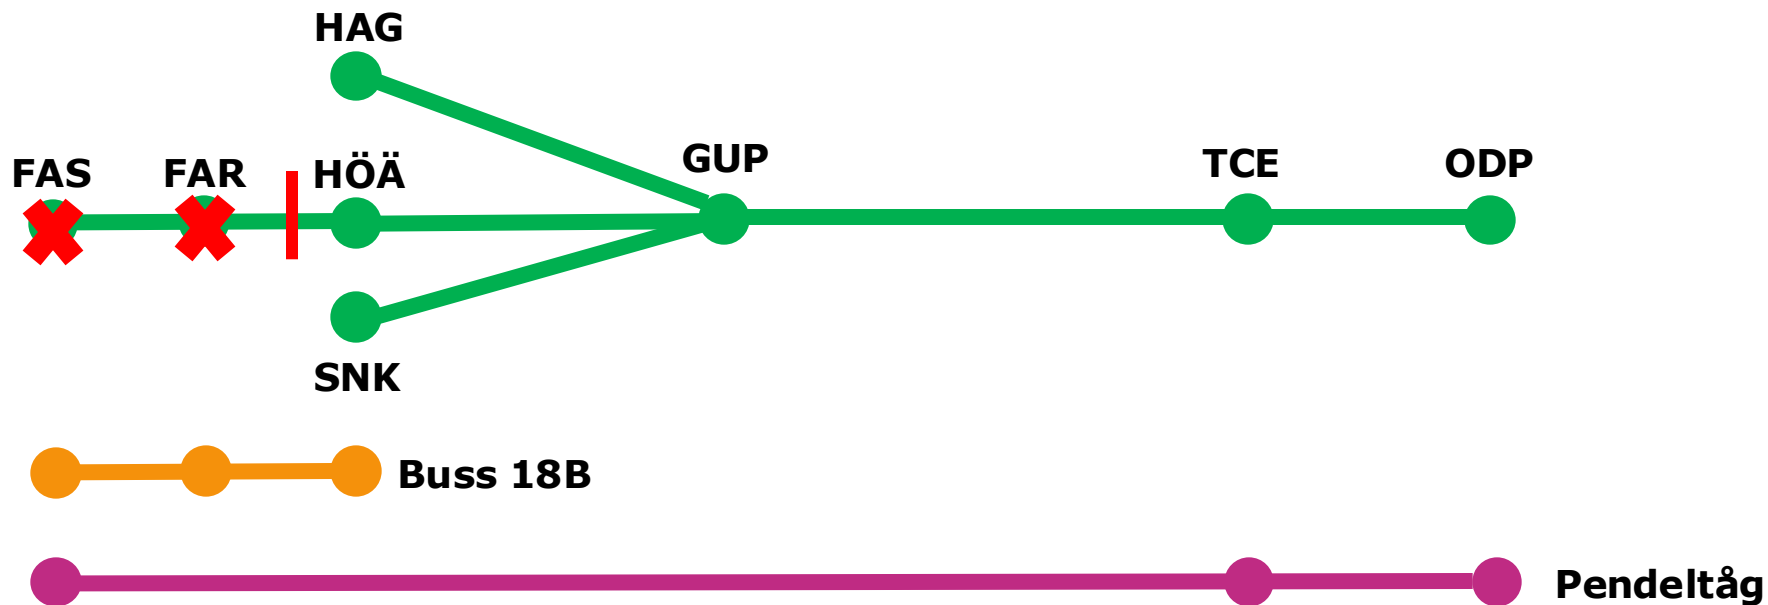 HAG
FAS
FAR
HÖÄ
GUP
TCE
ODP
SNK
Buss 18B
Pendeltåg